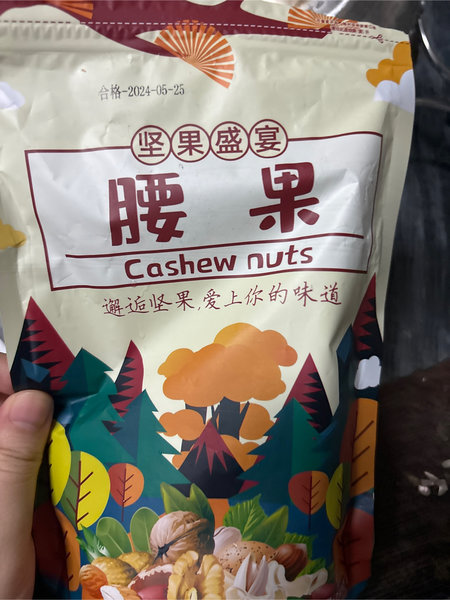 合格-2024-05-25
坚果盛宴
腰果
Cashew nuts
邂逅坚果,爱上你的味道